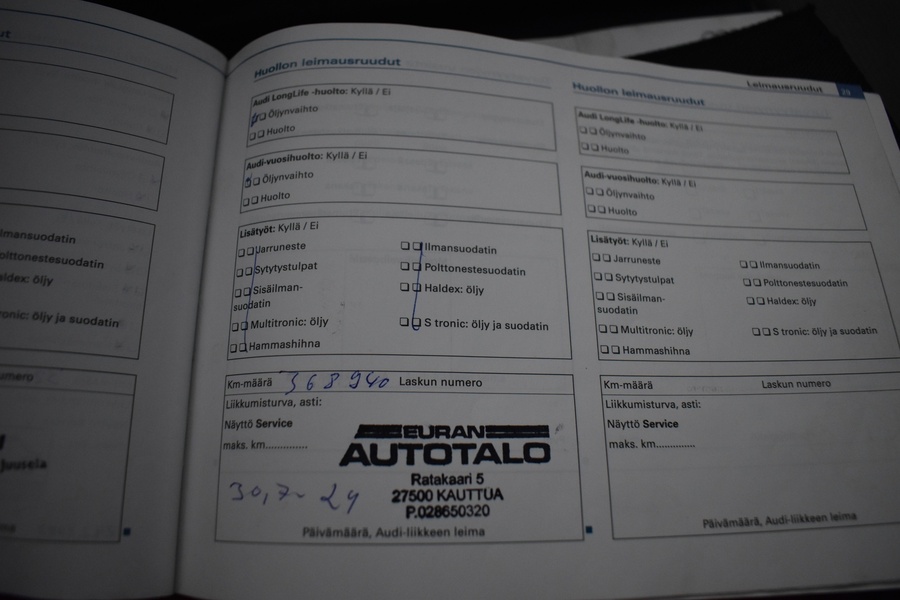 Huollon leimausruudut
Audi LongLife -huolto: Kyllä / Ei
Öljynvaihto
Huolto
Audi-vuosihuolto: Kyllä / Ei
Öljynvaihto
Huolto
Lisätyöt: Kyllä / Ei
Jarruneste
Sytytystulpat
Sisäilman-
suodatin
Multitronic: öljy
Hammashihna
Ilmansuodatin
Polttonestesuodatin
Haldex: öljy
S tronic: öljy ja suodatin
Km-määrä 368940 Laskun numero
Liikkumisturva, asti:
Näyttö Service
maks. km..............
EURAN
AUTOTALO
Ratakaari 5
27500 KAUTTUA
P.028650320
30,7- 24
Päivämäärä, Audi-liikkeen leima
Leimausruudut 39
Huollon leimausruudut
Audi LongLife -huolto: Kyllä / Ei
Öljynvaihto
Huolto
Audi-vuosihuolto: Kyllä / Ei
Öljynvaihto
Huolto
Lisätyöt: Kyllä / Ei
Jarruneste
Sytytystulpat
Sisäilman-
suodatin
Multitronic: öljy
Hammashihna
Ilmansuodatin
Polttonestesuodatin
Haldex: öljy
S tronic: öljy ja suodatin
Km-määrä Laskun numero
Liikkumisturva, asti:
Näyttö Service
maks. km.............
Päivämäärä, Audi-liikkeen leima